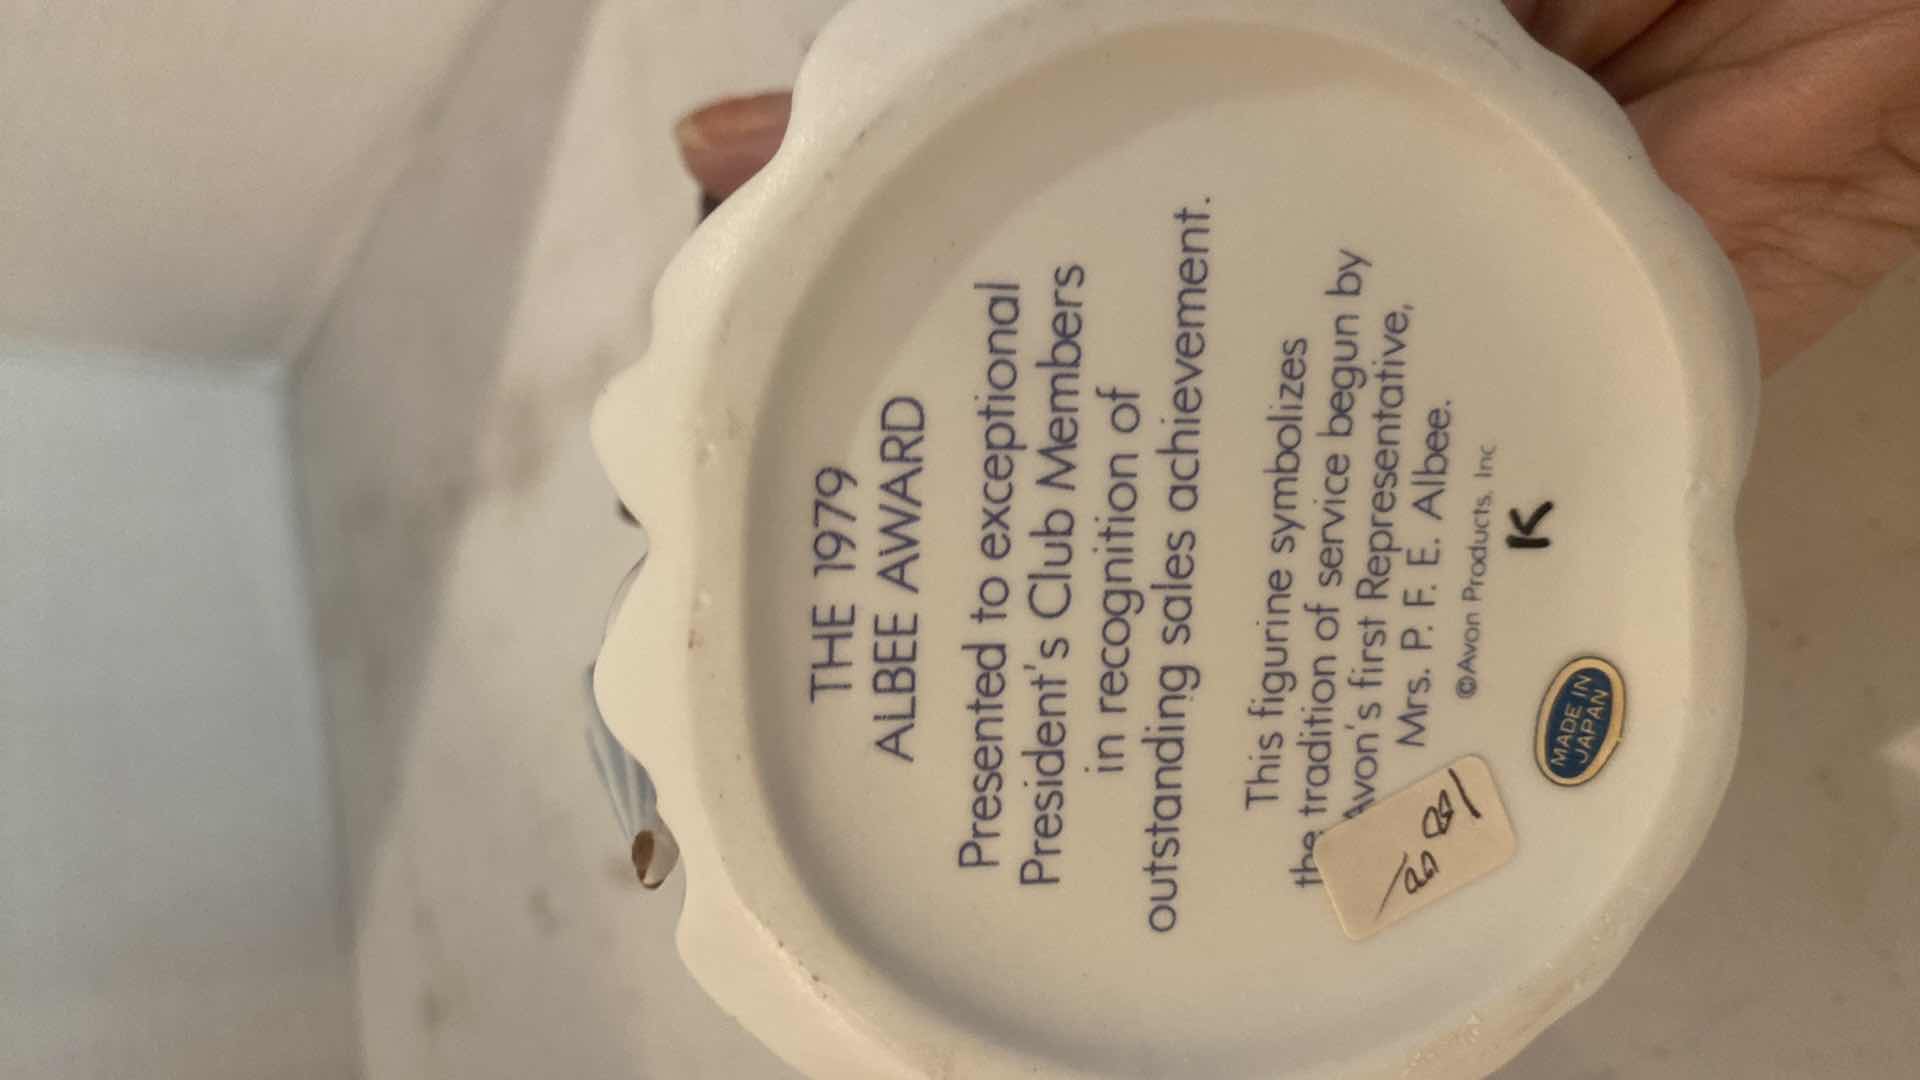 THE 1979
ALBEE AWARD
Presented to exceptional
President's Club Members
in recognition of
outstanding sales achievement.
This figurine symbolizes
the tradition of service begun by
Avon's first Representative,
Mrs. P. F. E. Albee.
©Avon Products, Inc
K
MADE IN
JAPAN